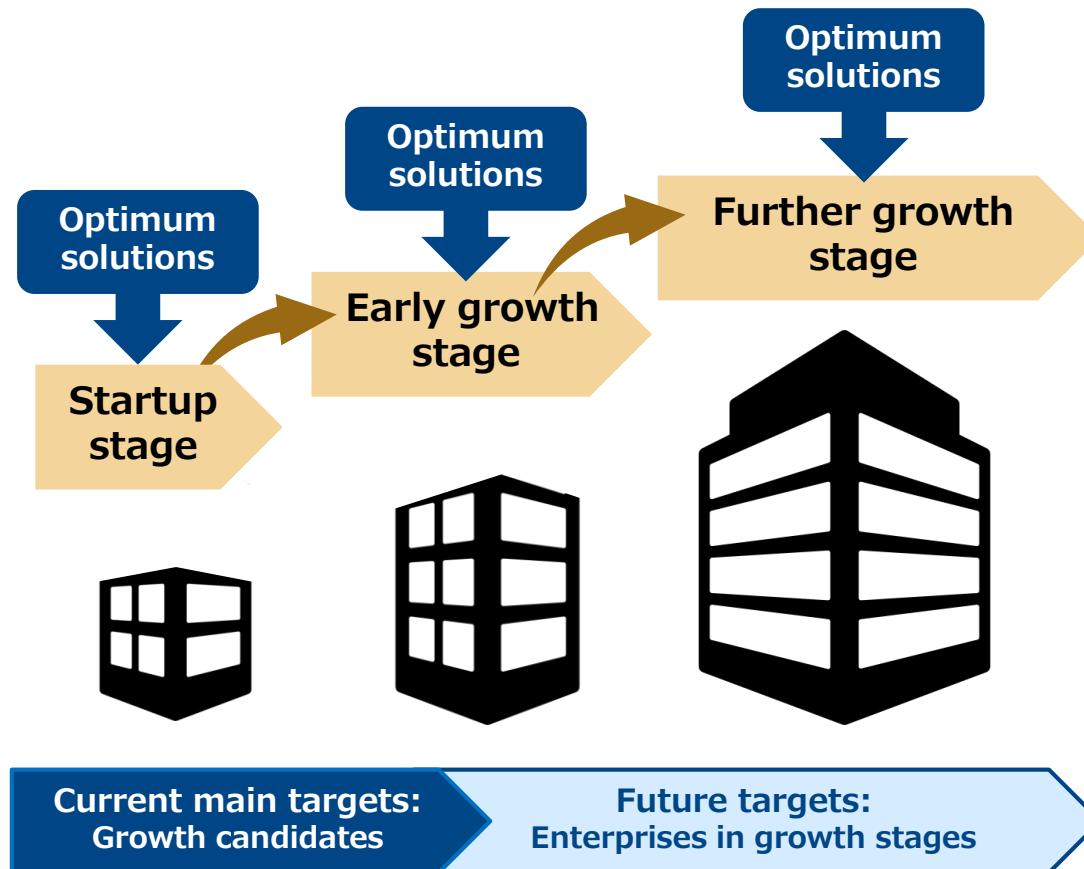 Optimum
solutions
Startup
stage
Optimum
solutions
Early growth
stage
Optimum
solutions
Further growth
stage
Current main targets:
Growth candidates
Future targets:
Enterprises in growth stages